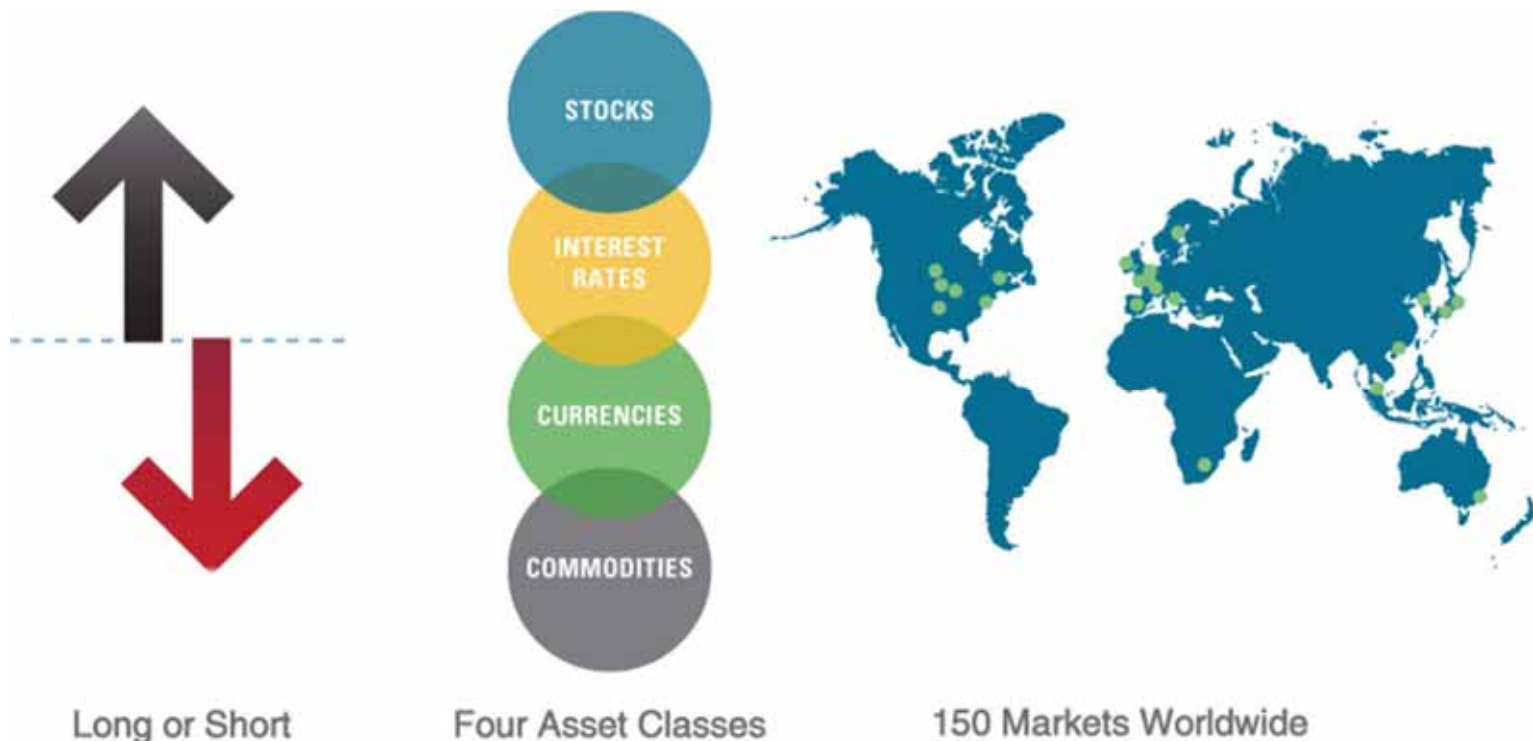 STOCKS
INTEREST
RATES
CURRENCIES
COMMODITIES
Long or Short
Four Asset Classes
150 Markets Worldwide